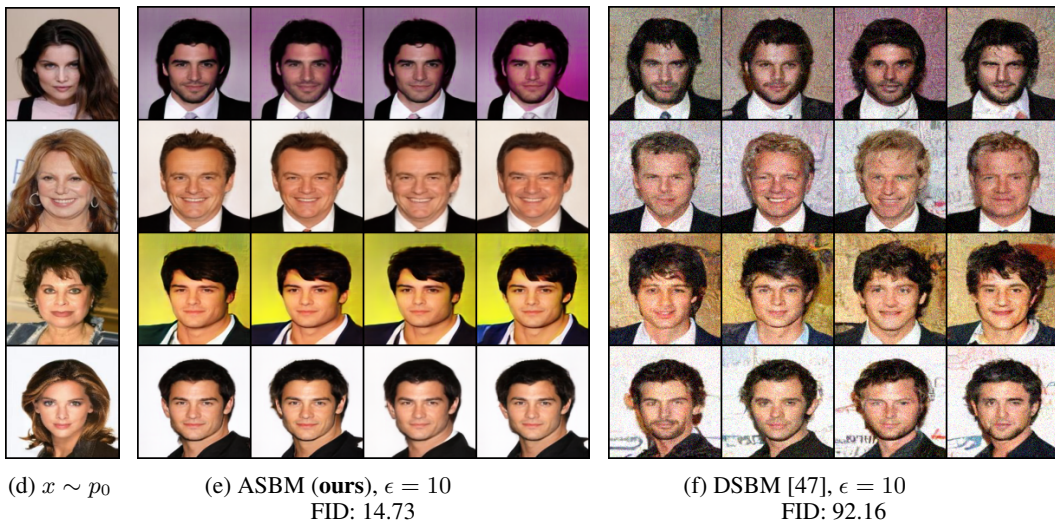 (d) x ∼ p₀
(e) ASBM (ours), ϵ = 10
FID: 14.73
(f) DSBM [47], ϵ = 10
FID: 92.16